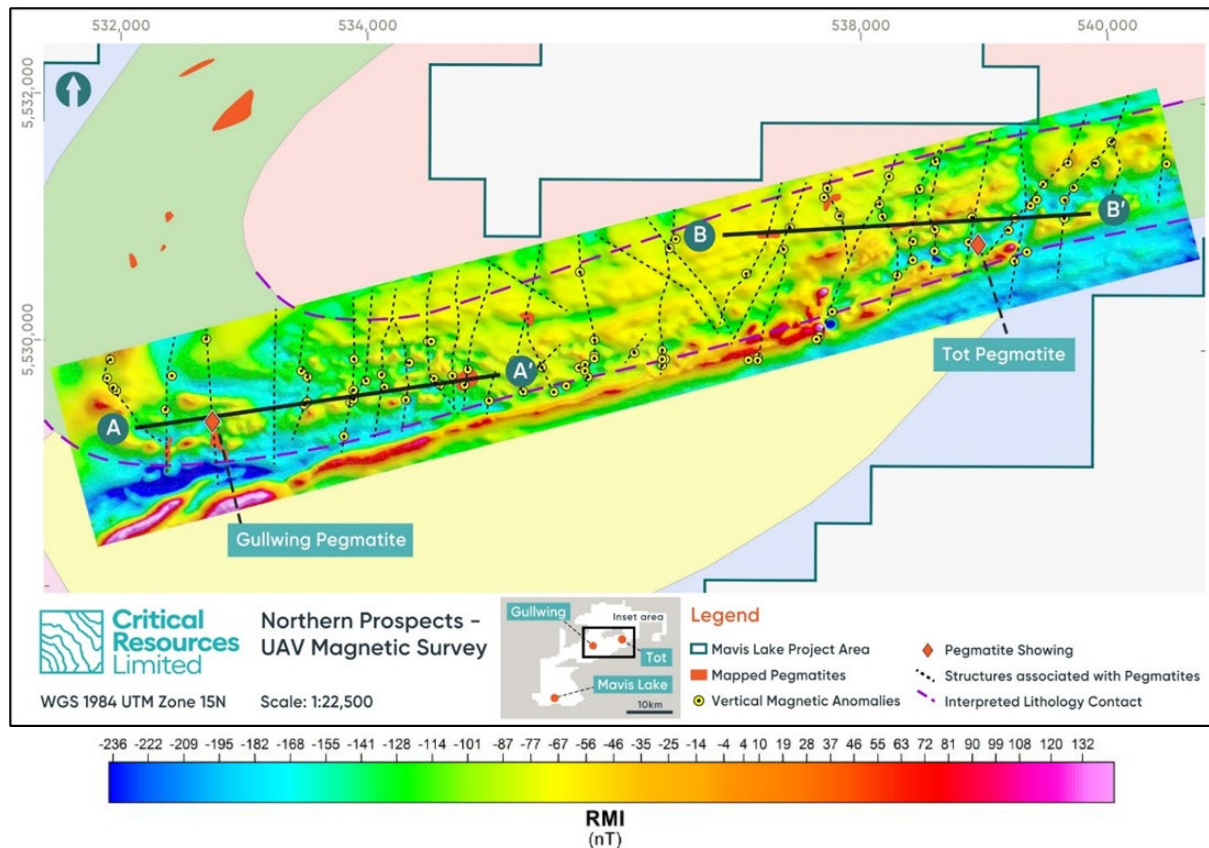 532,000 534,000 538,000 540,000
5,532,000
5,530,000
B B'
A A'
Tot Pegmatite
Gullwing Pegmatite
Critical
Resources
Limited
WGS 1984 UTM Zone 15N
Northern Prospects -
UAV Magnetic Survey
Scale: 1:22,500
Gullwing
Inset area
Tot
Mavis Lake
10km
Legend
Mavis Lake Project Area
Mapped Pegmatites
Vertical Magnetic Anomalies
Pegmatite Showing
Structures associated with Pegmatites
Interpreted Lithology Contact
-236 -222 -209 -195 -182 -168 -155 -141 -128 -114 -101 -87 -77 -66 -55 -44 -35 -25 -14 -4 4 10 19 28 37 46 55 63 72 81 90 99 108 120 132
RMI
(nT)